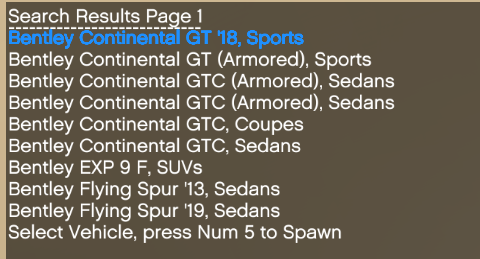 Search Results Page 1
Bentley Continental GT '18, Sports
Bentley Continental GT (Armored), Sports
Bentley Continental GTC (Armored), Sedans
Bentley Continental GTC (Armored), Sedans
Bentley Continental GTC, Coupes
Bentley Continental GTC, Sedans
Bentley EXP 9 F, SUVs
Bentley Flying Spur '13, Sedans
Bentley Flying Spur '19, Sedans
Select Vehicle, press Num 5 to Spawn